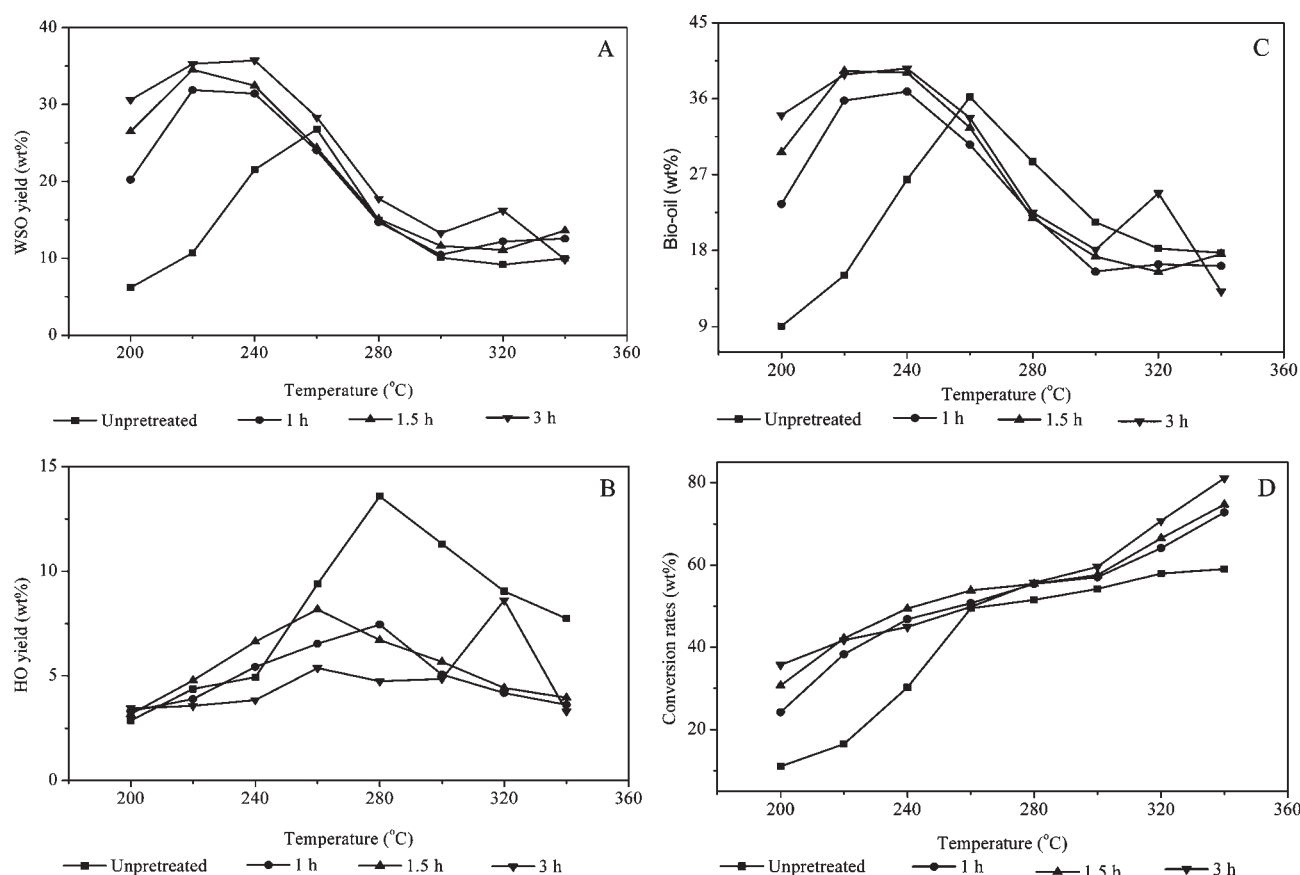 A
WSO yield (wt%)
40
30
20
10
0
200 240 280 320 360
Temperature (°C)
Unpretreated 1 h 1.5 h 3 h
C
Bio-oil (wt%)
45
36
27
18
9
200 240 280 320 360
Temperature (°C)
Unpretreated 1 h 1.5 h 3 h
B
HO yield (wt%)
15
10
5
0
200 240 280 320 360
Temperature (°C)
Unpretreated 1 h 1.5 h 3 h
D
Conversion rates (wt%)
80
60
40
20
200 240 280 320 360
Temperature (°C)
Unpretreated 1 h 1.5 h 3 h